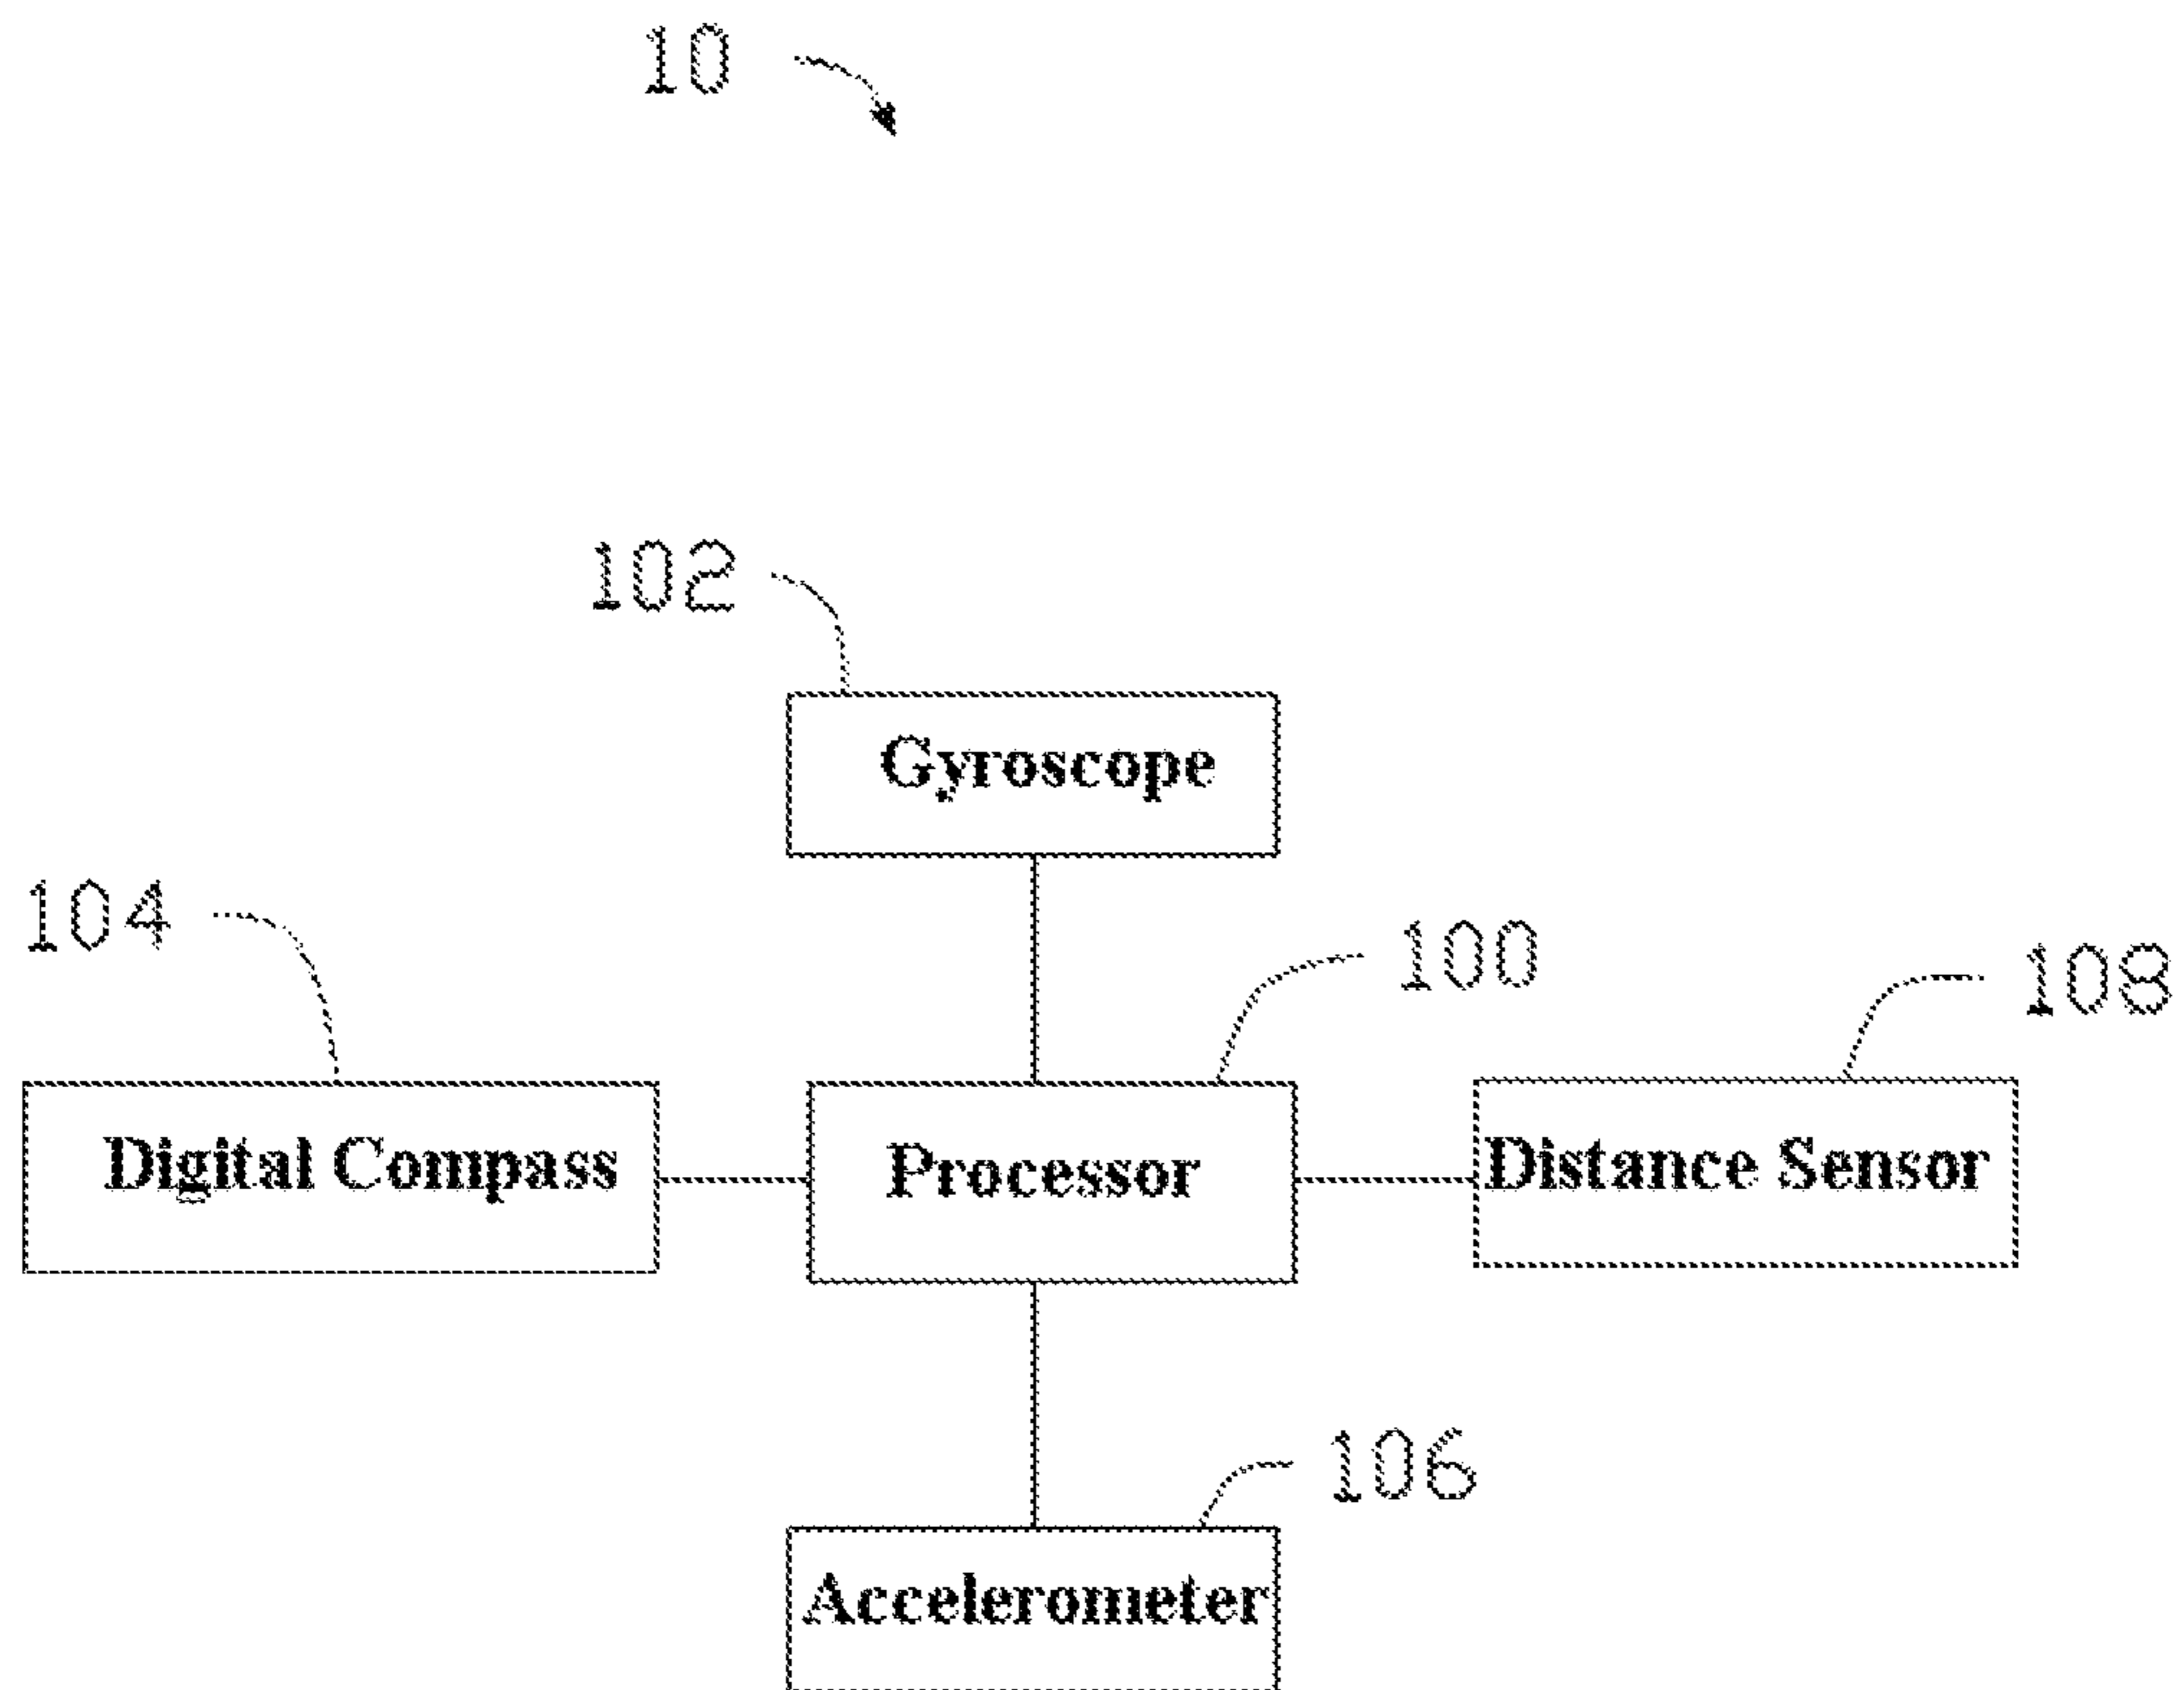 10
102
Gyroscope
104
100
108
Digital Compass
Processor
Distance Sensor
106
Accelerometer